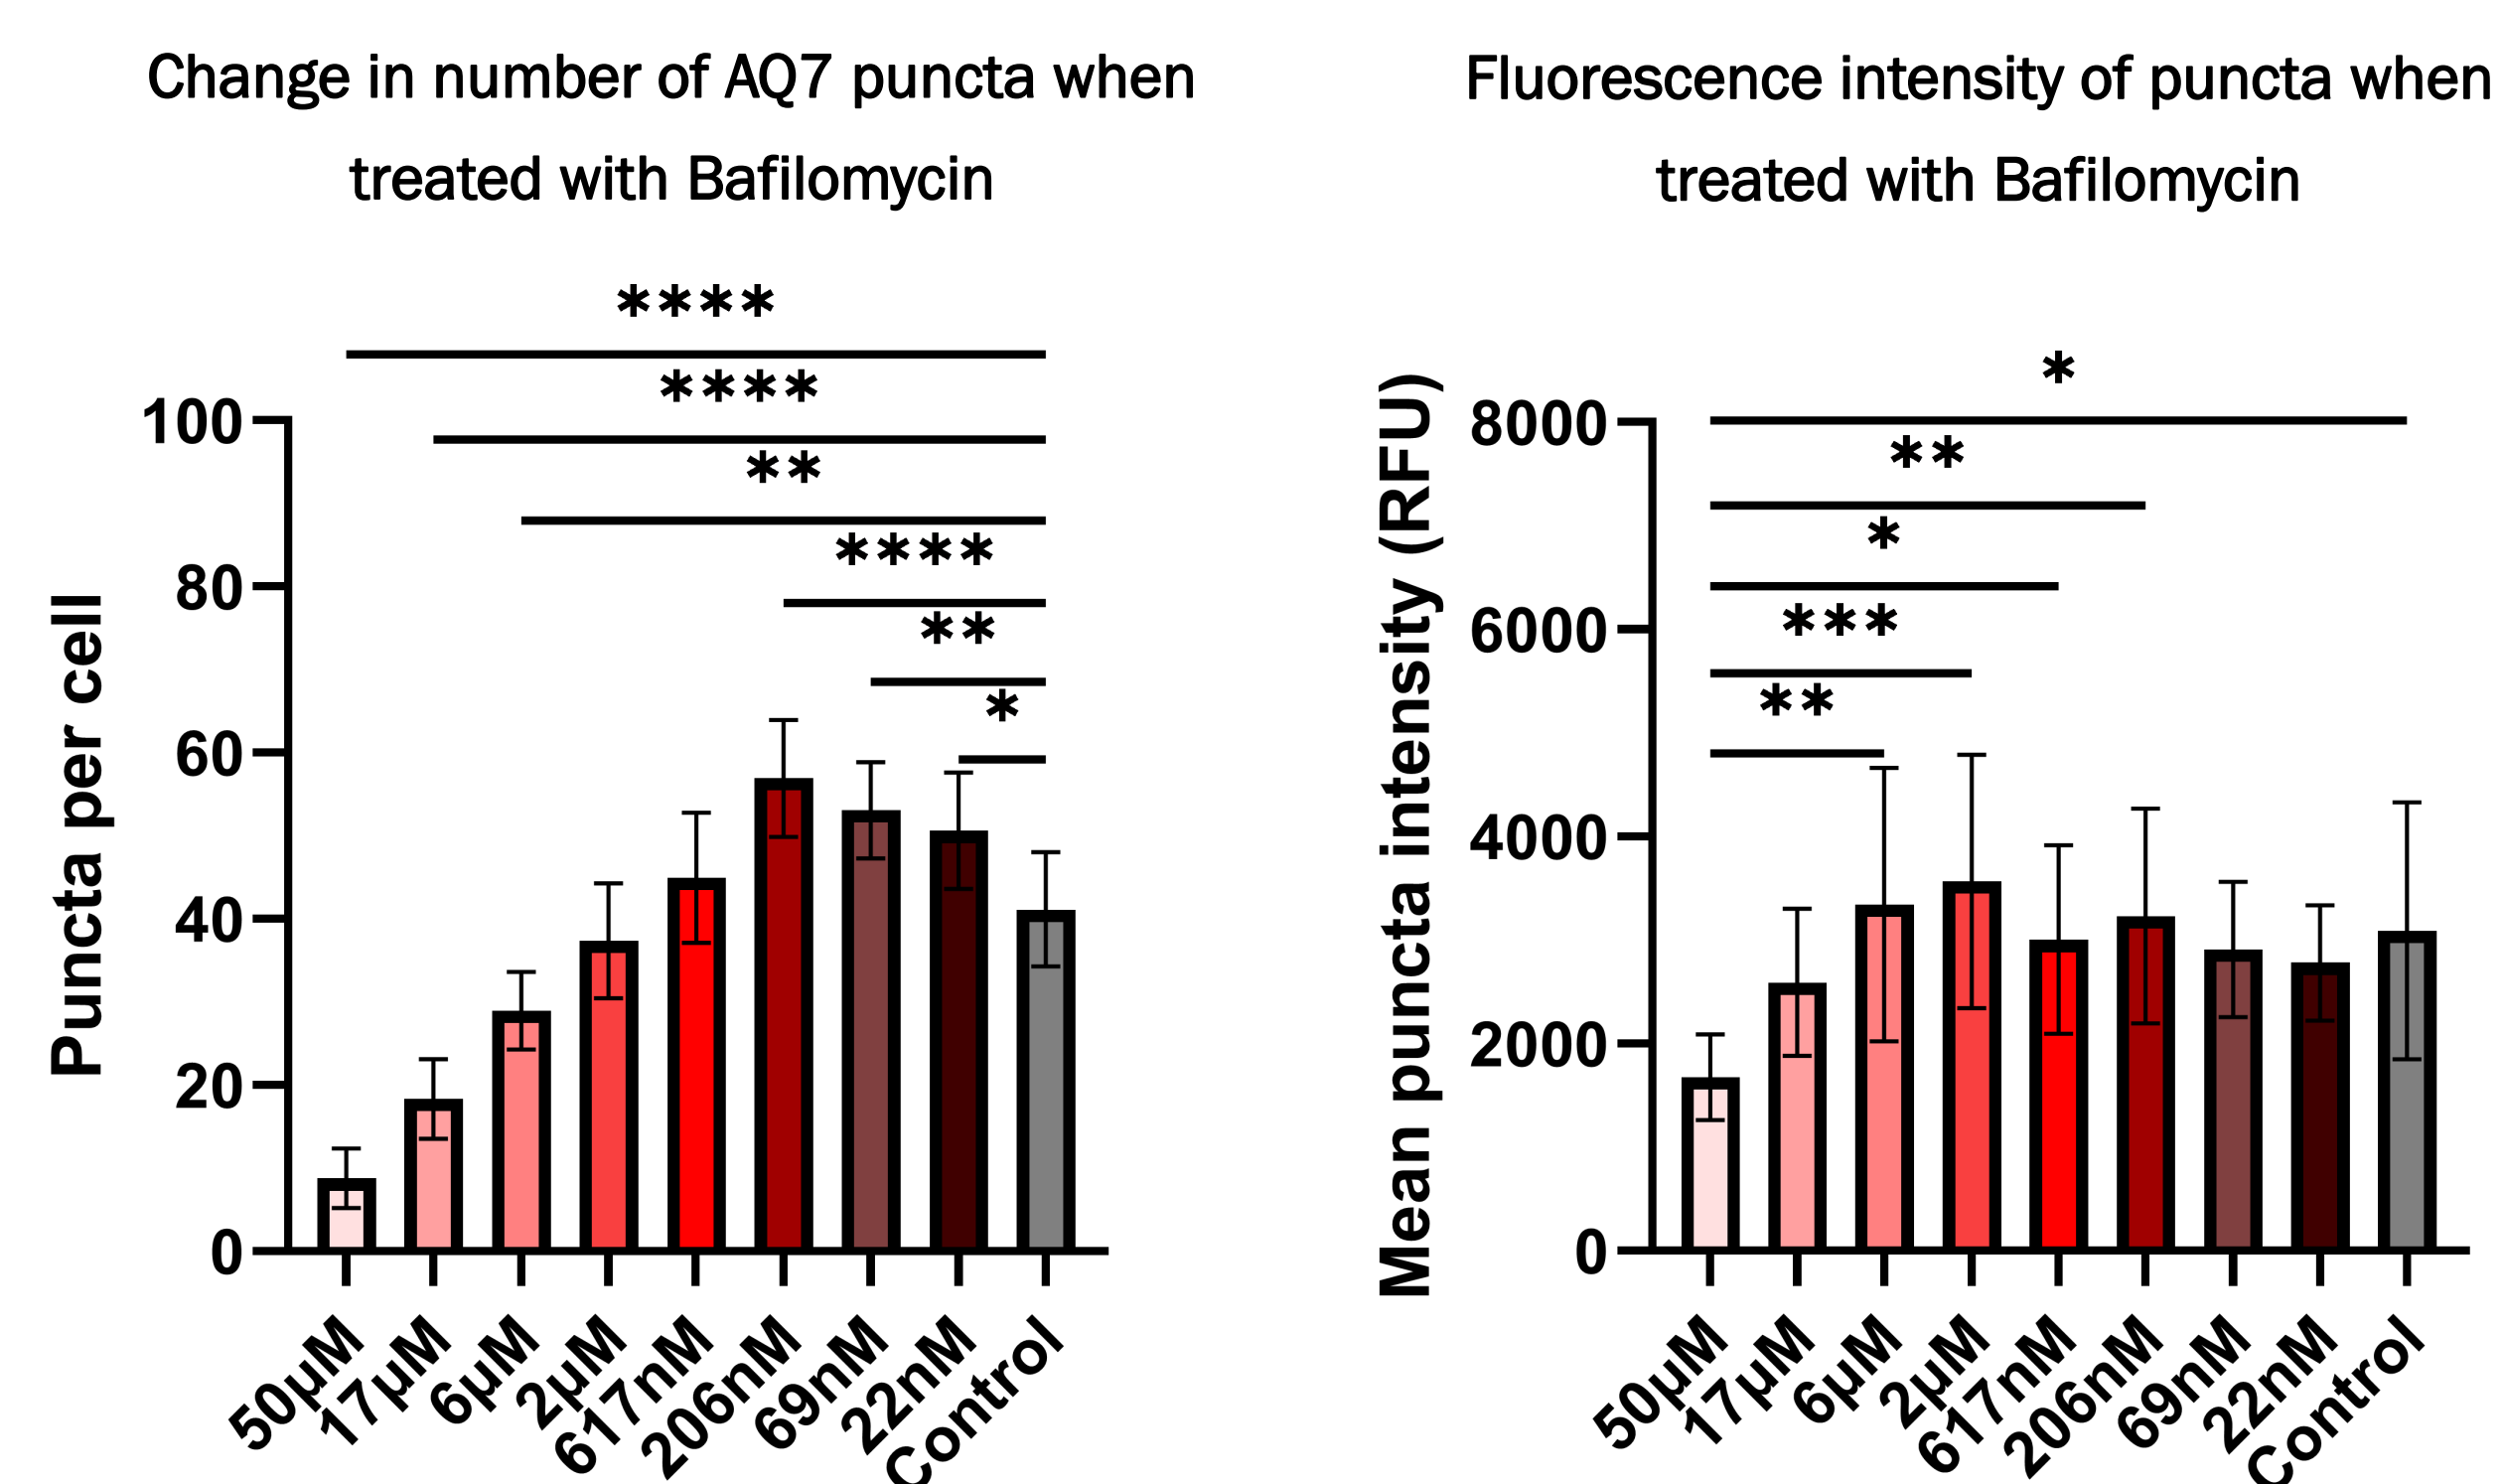 Change in number of AQ7 puncta when
treated with Bafilomycin
****
****
**
****
**
*
Puncta per cell
100
80
60
40
20
0
50µM
17µM
6µM
2µM
617nM
206nM
69nM
22nM
Control
Fluorescence intensity of puncta when
treated with Bafilomycin
*
**
*
***
**
Mean puncta intensity (RFU)
8000
6000
4000
2000
0
50µM
17µM
6µM
2µM
617nM
206nM
69nM
22nM
Control